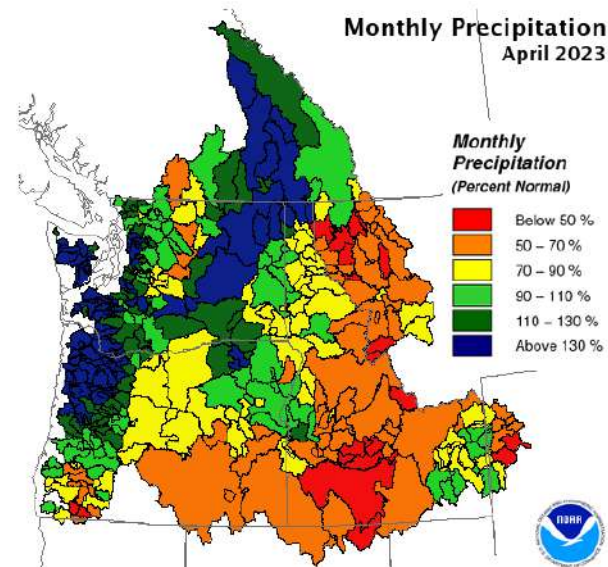 Monthly Precipitation
April 2023
Monthly
Precipitation
(Percent Normal)
Below 50 %
50 – 70 %
70 – 90 %
90 – 110 %
110 – 130 %
Above 130 %
NOAA